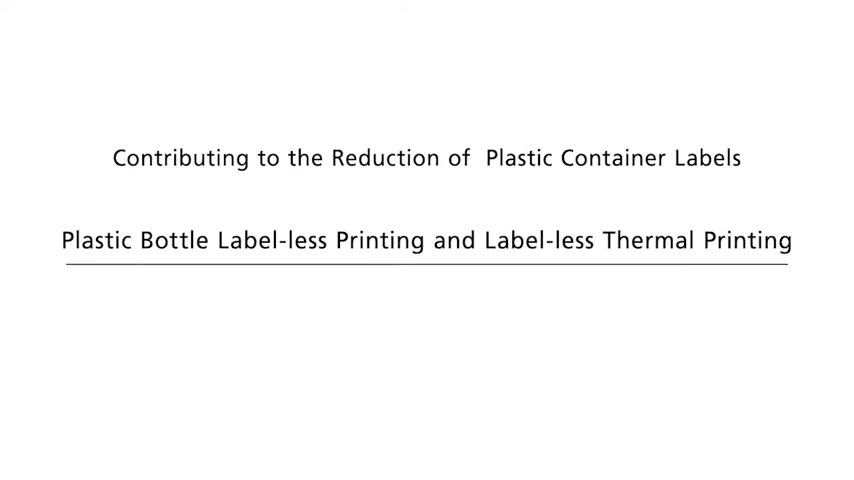 Contributing to the Reduction of Plastic Container Labels
Plastic Bottle Label-less Printing and Label-less Thermal Printing